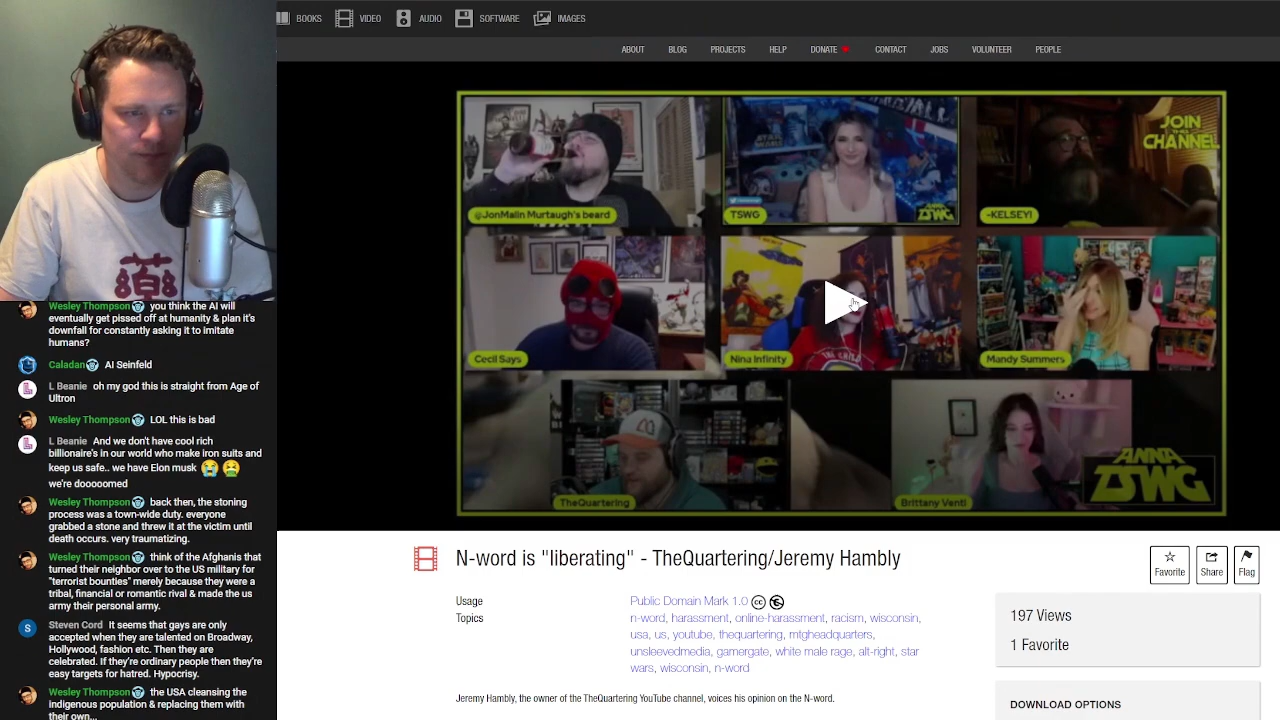 BOOKS VIDEO AUDIO SOFTWARE IMAGES
ABOUT BLOG PROJECTS HELP DONATE CONTACT JOBS VOLUNTEER PEOPLE
JOIN
THIS
CHANNEL
@JonMalin Murtaugh's beard
TSWG
ANNA
TSWG
-KELSEY!
Cecil Says
Nina Infinity
Mandy Summers
TheQuartering
Brittany Venti
ANNA
TSWG
Wesley Thompson you think the AI will
eventually get pissed off at humanity & plan it's
downfall for constantly asking it to imitate
humans?
Caladan AI Seinfeld
L Beanie oh my god this is straight from Age of
Ultron
Wesley Thompson LOL this is bad
L Beanie And we don't have cool rich
billlionaire's in our world who make iron suits and
keep us safe.. we have Elon musk 😭 🤮
we're dooooomed
Wesley Thompson back then, the stoning
process was a town-wide duty. everyone
grabbed a stone and threw it at the victim until
death occurs. very traumatizing.
Wesley Thompson think of the Afghanis that
turned their neighbor over to the US military for
"terrorist bounties" merely because they were a
tribal, financial or romantic rival & made the us
army their personal army.
S
Steven Cord It seems that gays are only
accepted when they are talented on Broadway,
Hollywood, fashion etc. Then they are
celebrated. If they're ordinary people then they're
easy targets for hatred. Hypocrisy.
Wesley Thompson the USA cleansing the
indigenous population & replacing them with
their own...
N-word is "liberating" - TheQuartering/Jeremy Hambly
Favorite Share Flag
Usage Public Domain Mark 1.0
Topics n-word, harassment, online-harassment, racism, wisconsin,
usa, us, youtube, thequartering, mtgheadquarters,
unsleevedmedia, gamergate, white male rage, alt-right, star
wars, wisconsin, n-word
197 Views
1 Favorite
Jeremy Hambly, the owner of the TheQuartering YouTube channel, voices his opinion on the N-word.
DOWNLOAD OPTIONS